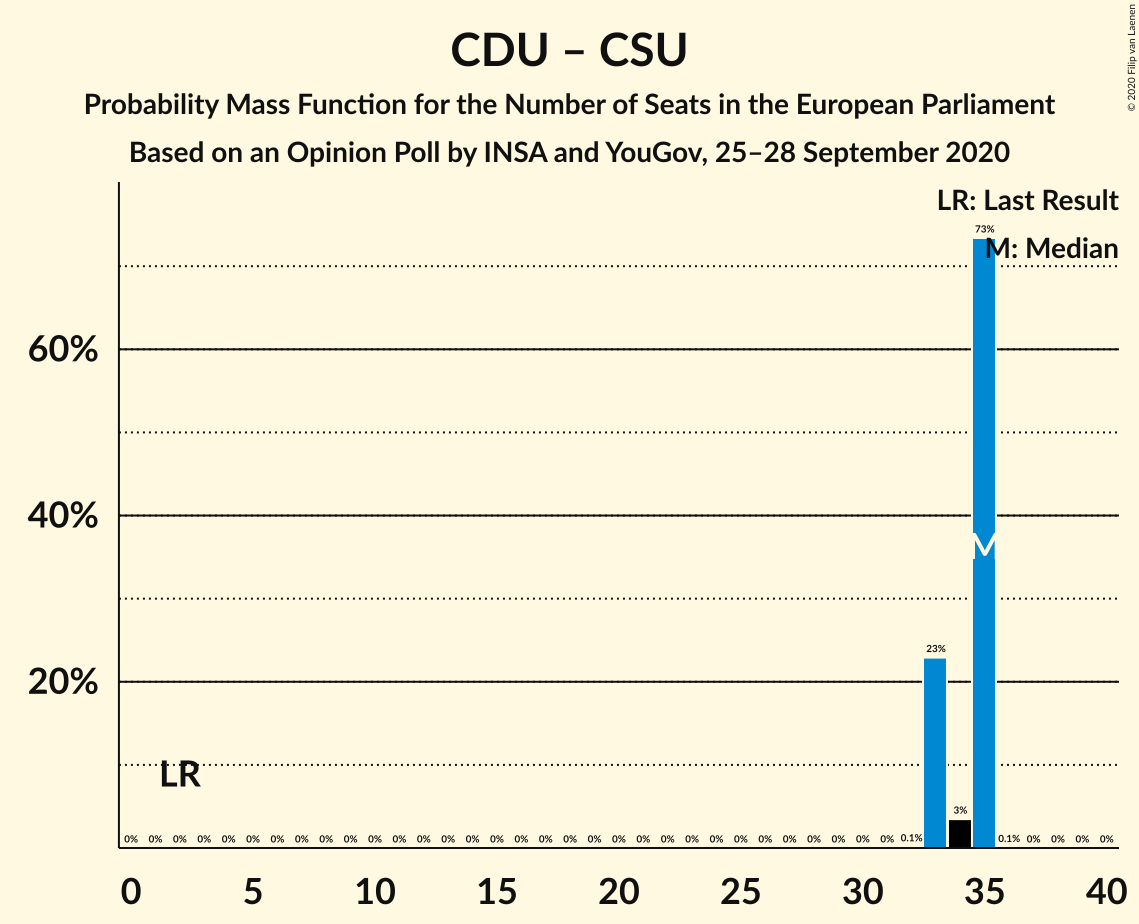 CDU – CSU
Probability Mass Function for the Number of Seats in the European Parliament
Based on an Opinion Poll by INSA and YouGov, 25–28 September 2020
© 2020 Filip van Laenen
LR: Last Result
M: Median
73%
60%
40%
M
23%
20%
LR
3%
0% 0% 0% 0% 0% 0% 0% 0% 0% 0% 0% 0% 0% 0% 0% 0% 0% 0% 0% 0% 0% 0% 0% 0% 0% 0% 0% 0% 0% 0% 0% 0% 0.1% 0.1% 0% 0% 0% 0%
0 5 10 15 20 25 30 35 40